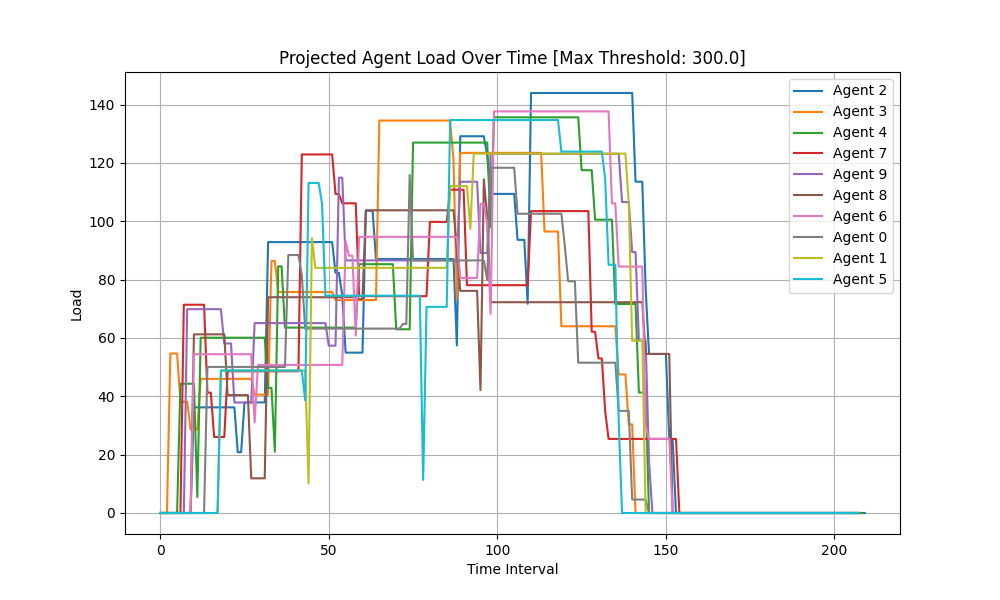 Projected Agent Load Over Time [Max Threshold: 300.0]
Load
140
120
100
80
60
40
20
0
0
50
100
150
200
Time Interval
Agent 2
Agent 3
Agent 4
Agent 7
Agent 9
Agent 8
Agent 6
Agent 0
Agent 1
Agent 5